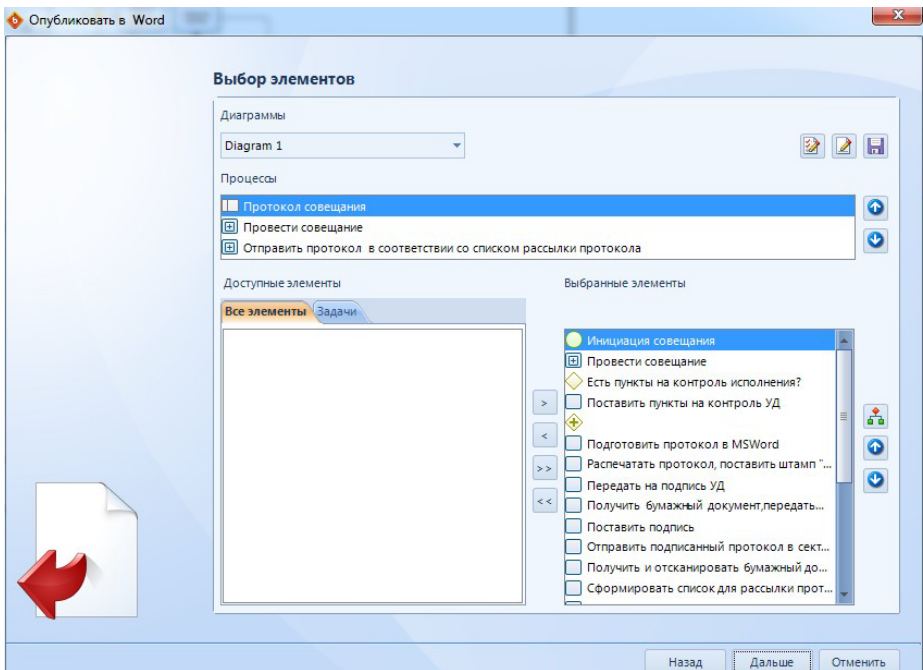 Опубликовать в Word
Выбор элементов
Диаграммы
Diagram 1
Процессы
Протокол совещания
Провести совещание
Отправить протокол в соответствии со списком рассылки протокола
Доступные элементы
Выбранные элементы
Все элементы Задачи
Инициация совещания
Провести совещание
Есть пункты на контроль исполнения?
Поставить пункты на контроль УД
Подготовить протокол в MSWord
Распечатать протокол, поставить штамп "...
Передать на подпись УД
Получить бумажный документ,передать...
Поставить подпись
Отправить подписанный протокол в сект...
Получить и отсканировать бумажный до...
Сформировать список для рассылки прот...
>
<
>>
<<
Назад Дальше Отменить